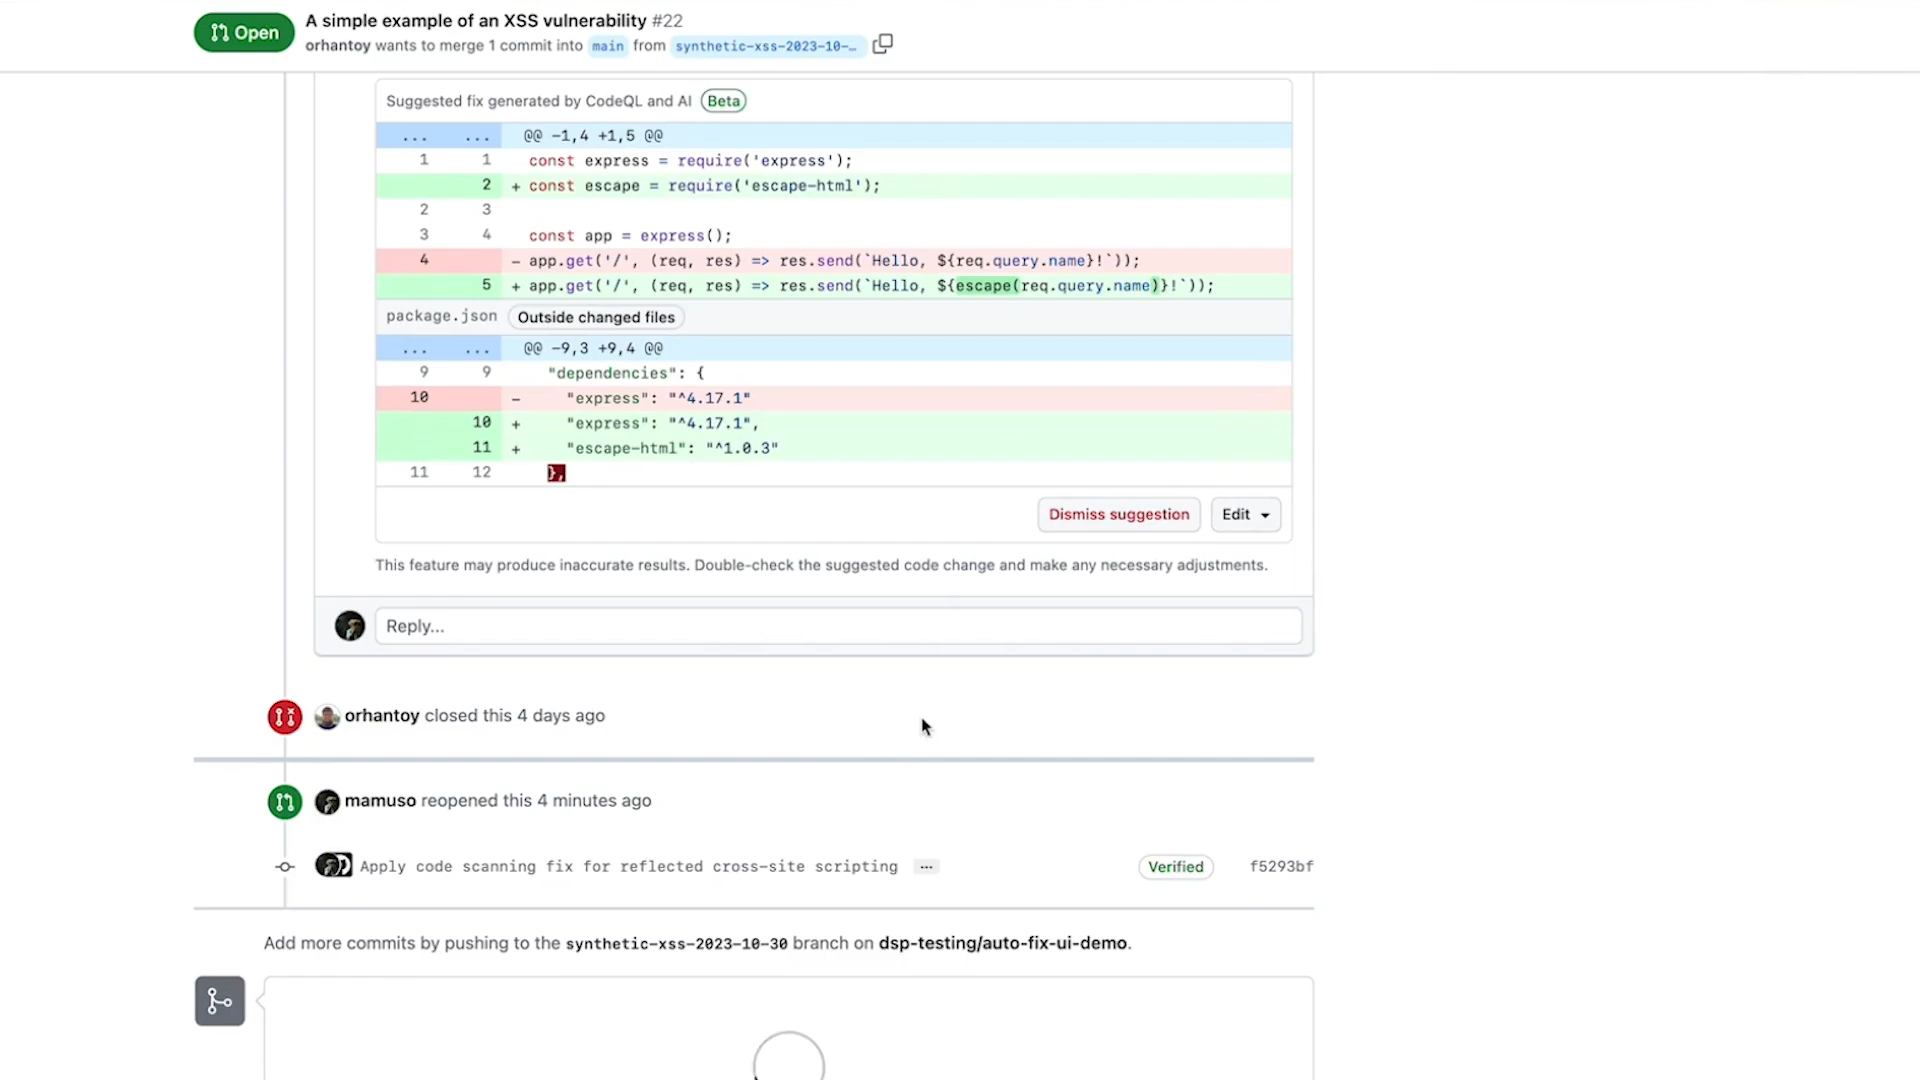 Open
A simple example of an XSS vulnerability #22
orhantoy wants to merge 1 commit into main from synthetic-xss-2023-10-…
Suggested fix generated by CodeQL and AI Beta
... ... @@ -1,4 +1,5 @@
1 1 const express = require('express');
2 + const escape = require('escape-html');
2 3
3 4 const app = express();
4 - app.get('/', (req, res) => res.send(`Hello, ${req.query.name}!`));
5 + app.get('/', (req, res) => res.send(`Hello, ${escape(req.query.name)}!`));
package.json Outside changed files
... ... @@ -9,3 +9,4 @@
9 9 "dependencies": {
10 - "express": "^4.17.1"
10 + "express": "^4.17.1",
11 + "escape-html": "^1.0.3"
11 12 },
Dismiss suggestion Edit
This feature may produce inaccurate results. Double-check the suggested code change and make any necessary adjustments.
Reply...
orhantoy closed this 4 days ago
mamuso reopened this 4 minutes ago
Apply code scanning fix for reflected cross-site scripting ... Verified f5293bf
Add more commits by pushing to the synthetic-xss-2023-10-30 branch on dsp-testing/auto-fix-ui-demo.